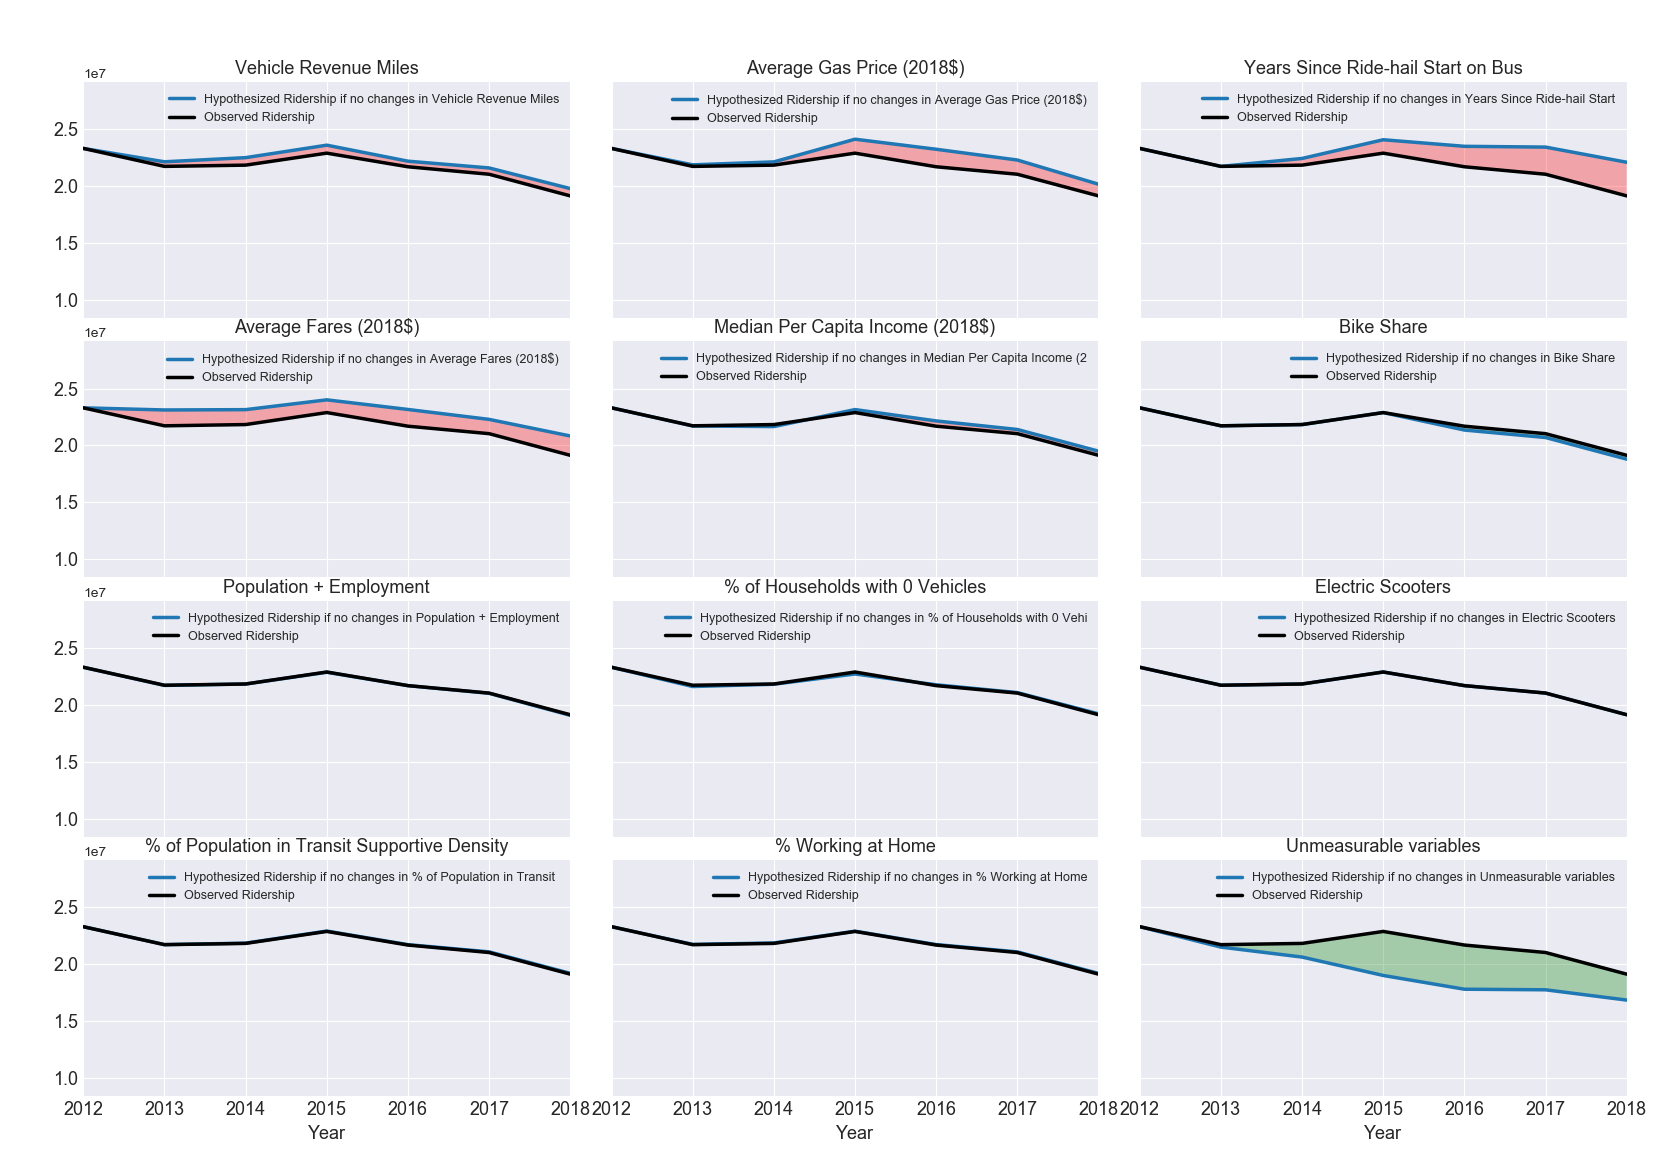 Vehicle Revenue Miles
Average Gas Price (2018$)
Years Since Ride-hail Start on Bus
1e7
Hypothesized Ridership if no changes in Vehicle Revenue Miles
Observed Ridership
Hypothesized Ridership if no changes in Average Gas Price (2018$)
Observed Ridership
Hypothesized Ridership if no changes in Years Since Ride-hail Start
Observed Ridership
2.5
2.0
1.5
1.0
Average Fares (2018$)
Median Per Capita Income (2018$)
Bike Share
1e7
Hypothesized Ridership if no changes in Average Fares (2018$)
Observed Ridership
Hypothesized Ridership if no changes in Median Per Capita Income (2
Observed Ridership
Hypothesized Ridership if no changes in Bike Share
Observed Ridership
2.5
2.0
1.5
1.0
Population + Employment
% of Households with 0 Vehicles
Electric Scooters
1e7
Hypothesized Ridership if no changes in Population + Employment
Observed Ridership
Hypothesized Ridership if no changes in % of Households with 0 Vehi
Observed Ridership
Hypothesized Ridership if no changes in Electric Scooters
Observed Ridership
2.5
2.0
1.5
1.0
% of Population in Transit Supportive Density
% Working at Home
Unmeasurable variables
1e7
Hypothesized Ridership if no changes in % of Population in Transit
Observed Ridership
Hypothesized Ridership if no changes in % Working at Home
Observed Ridership
Hypothesized Ridership if no changes in Unmeasurable variables
Observed Ridership
2.5
2.0
1.5
1.0
2012 2013 2014 2015 2016 2017 2018
2012 2013 2014 2015 2016 2017 2018
2012 2013 2014 2015 2016 2017 2018
Year
Year
Year